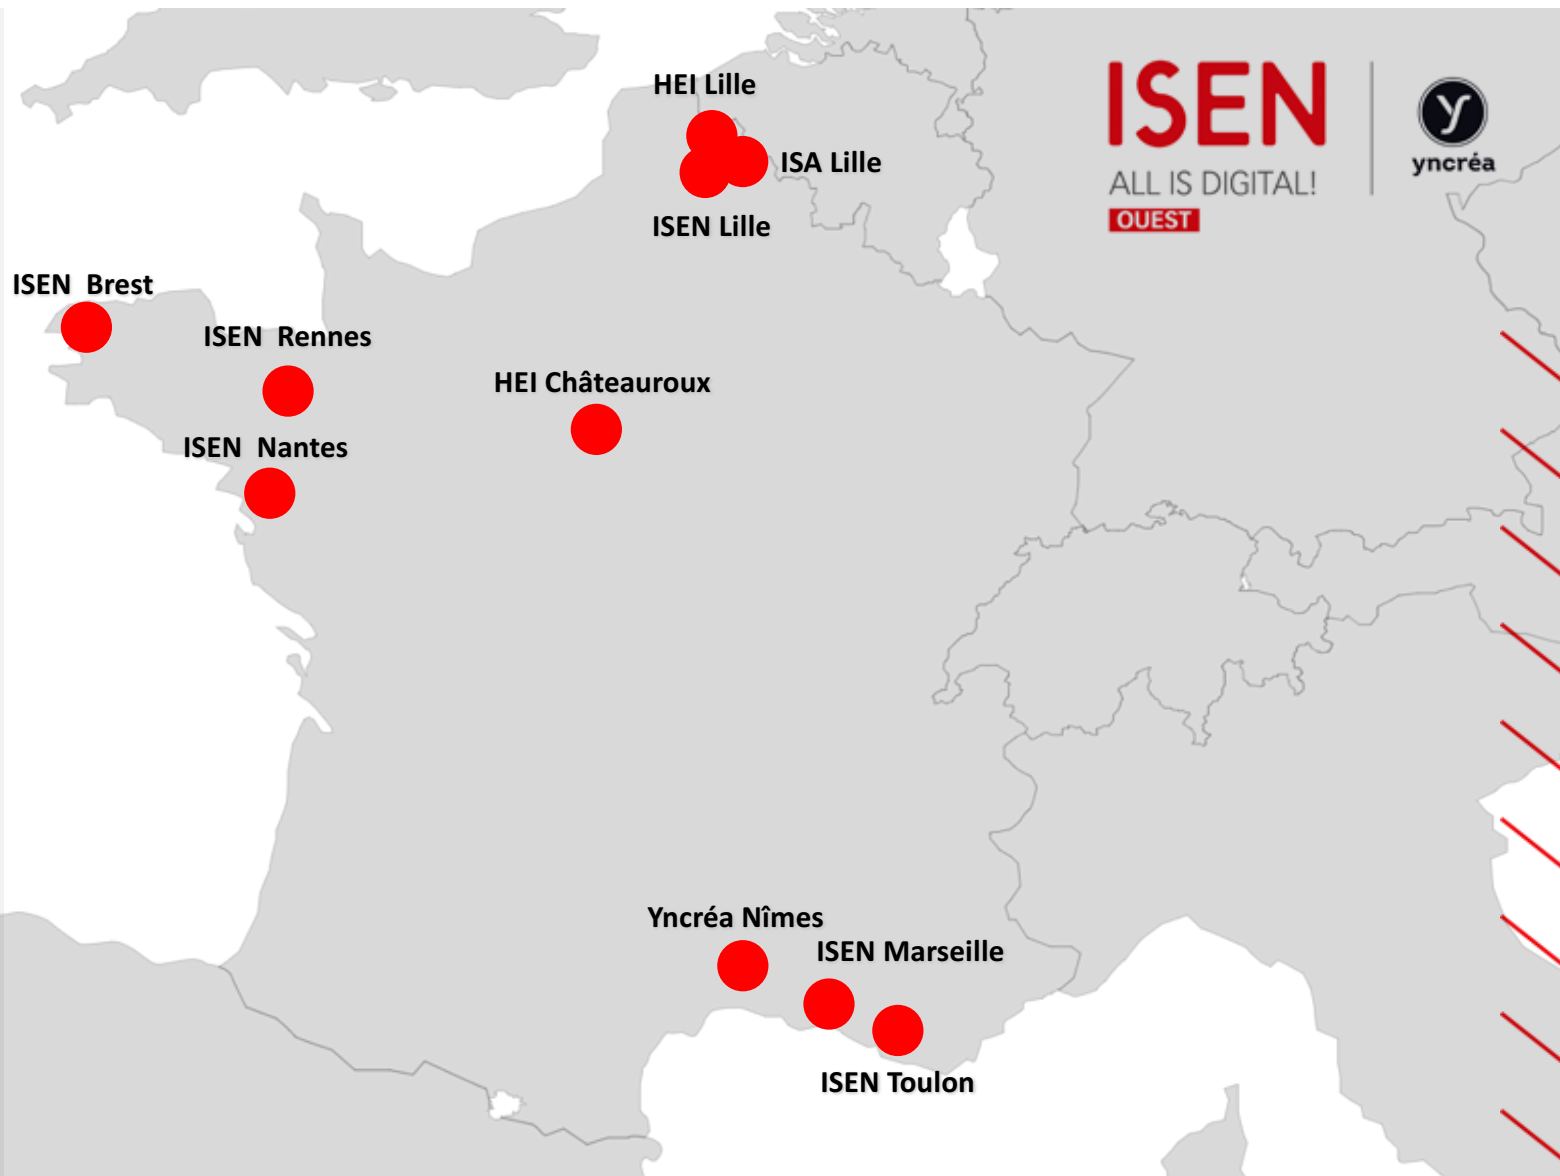 HEI Lille
ISA Lille
ISEN Lille
ISEN
ALL IS DIGITAL!
OUEST
y
yncréa
ISEN  Brest
ISEN  Rennes
HEI Châteauroux
ISEN  Nantes
Yncréa Nîmes
ISEN Marseille
ISEN Toulon